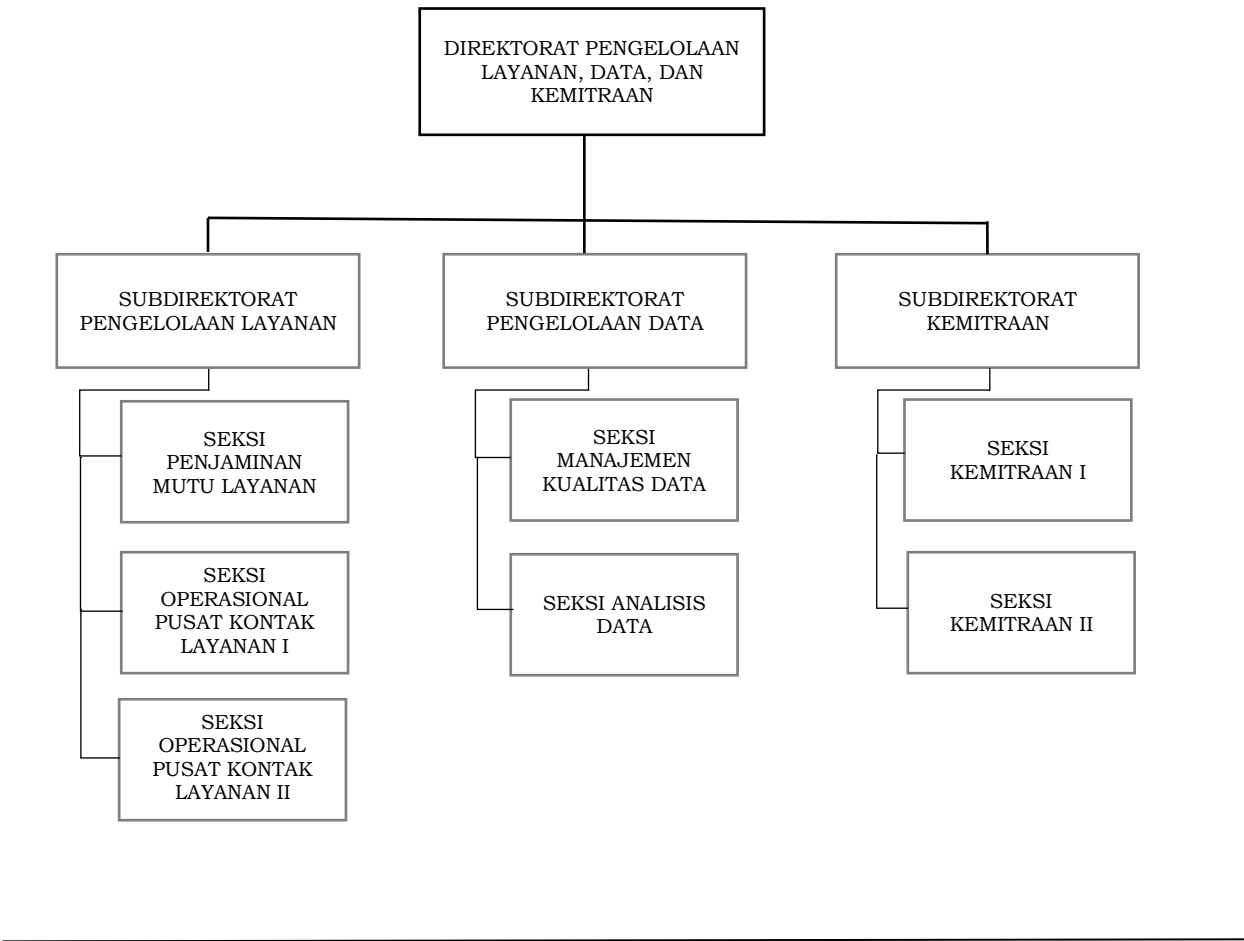 DIREKTORAT PENGELOLAAN
LAYANAN, DATA, DAN
KEMITRAAN
SUBDIREKTORAT
PENGELOLAAN LAYANAN
SUBDIREKTORAT
PENGELOLAAN DATA
SUBDIREKTORAT
KEMITRAAN
SEKSI
PENJAMINAN
MUTU LAYANAN
SEKSI
MANAJEMEN
KUALITAS DATA
SEKSI
KEMITRAAN I
SEKSI
OPERASIONAL
PUSAT KONTAK
LAYANAN I
SEKSI ANALISIS
DATA
SEKSI
KEMITRAAN II
SEKSI
OPERASIONAL
PUSAT KONTAK
LAYANAN II